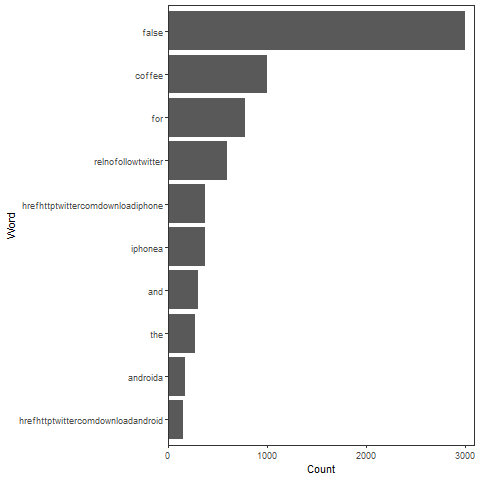 false
coffee
for
relnofollowtwitter
hrefhttptwittercomdownloadiphone
iphonea
and
the
androida
hrefhttptwittercomdownloadandroid
Word
0 1000 2000 3000
Count